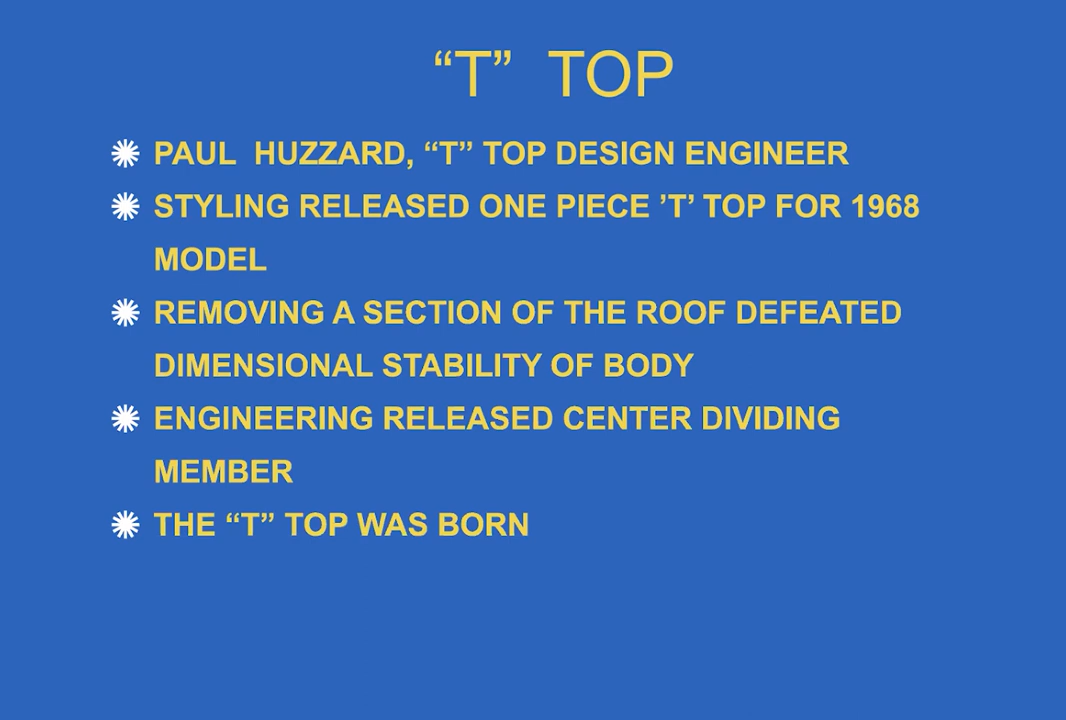 “T” TOP
PAUL HUZZARD, “T” TOP DESIGN ENGINEER
STYLING RELEASED ONE PIECE ’T’ TOP FOR 1968
MODEL
REMOVING A SECTION OF THE ROOF DEFEATED
DIMENSIONAL STABILITY OF BODY
ENGINEERING RELEASED CENTER DIVIDING
MEMBER
THE “T” TOP WAS BORN